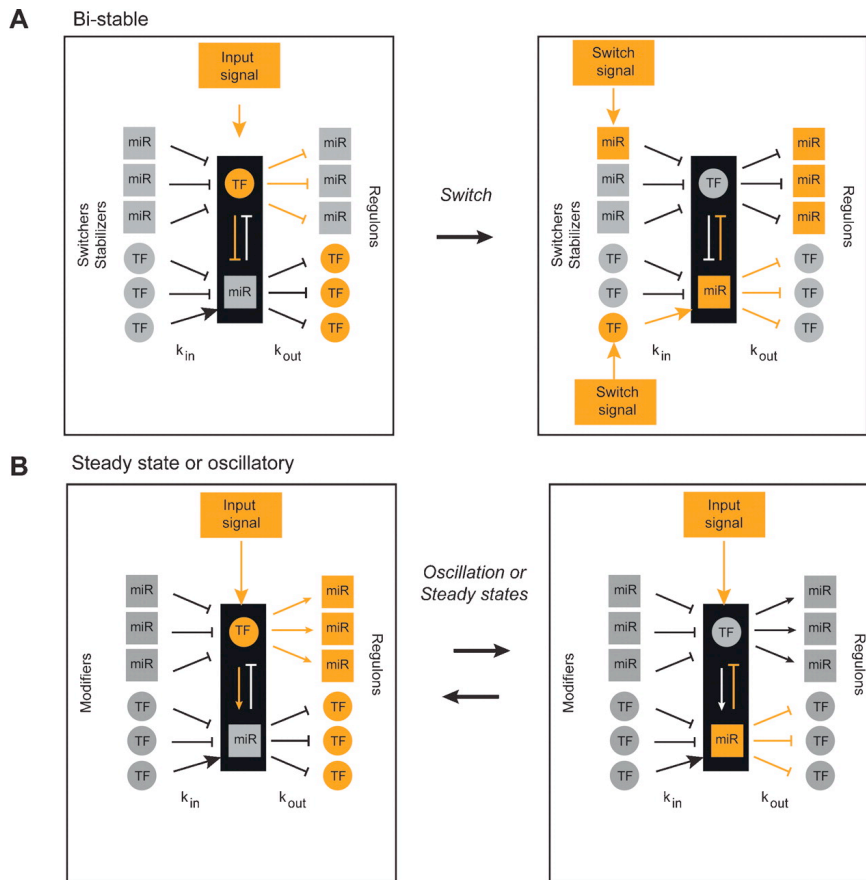 A
Bi-stable
Input
signal
miR
miR
miR
TF
TF
TF
Switchers
Stabilizers
TF
miR
k in
k out
miR
miR
miR
TF
TF
TF
Regulons
Switch
Switch
signal
miR
miR
miR
TF
TF
TF
Switchers
Stabilizers
TF
miR
k in
k out
miR
miR
miR
TF
TF
TF
Regulons
Switch
signal
B
Steady state or oscillatory
Input
signal
miR
miR
miR
TF
TF
TF
Modifiers
TF
miR
k in
k out
miR
miR
miR
TF
TF
TF
Regulons
Oscillation or
Steady states
Input
signal
miR
miR
miR
TF
TF
TF
Modifiers
TF
miR
k in
k out
miR
miR
miR
TF
TF
TF
Regulons